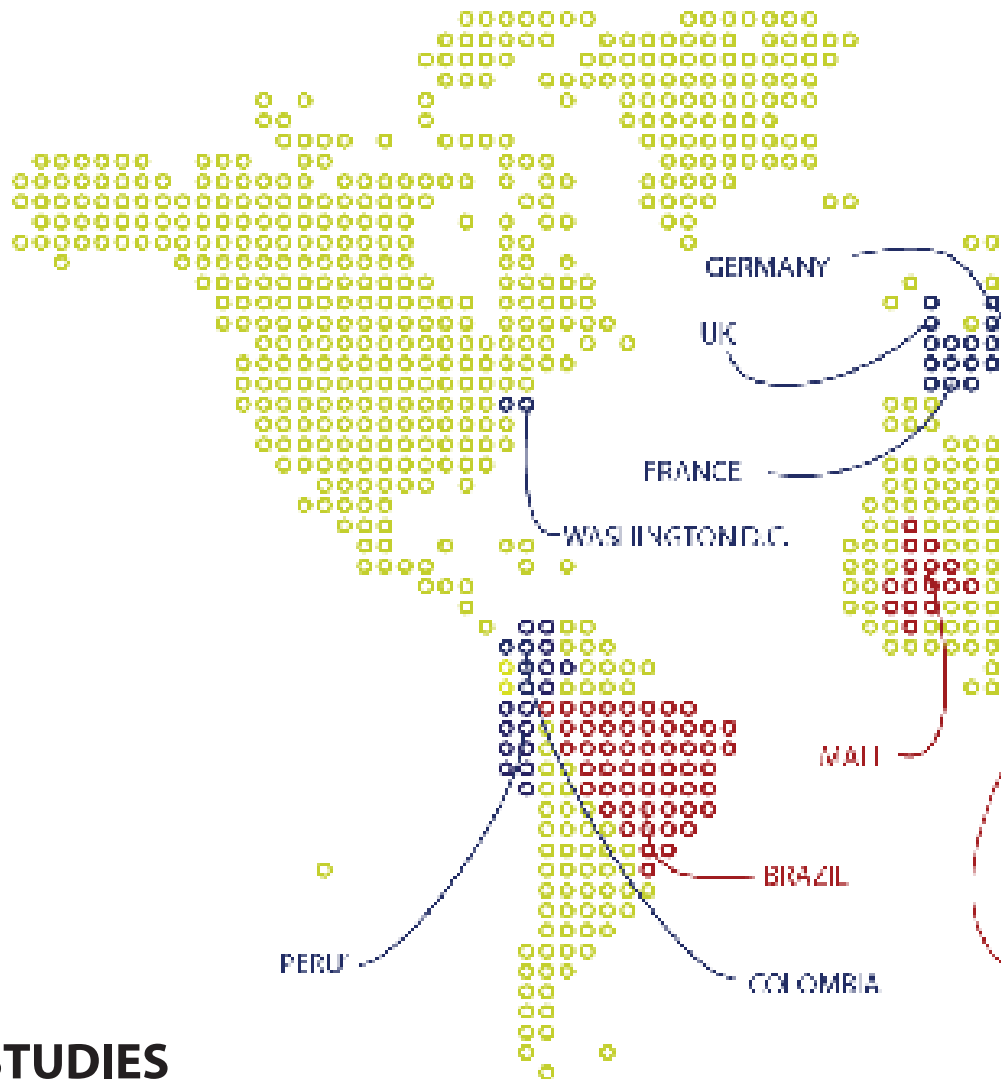 GERMANY
UK
FRANCE
WASHINGTON D.C.
MALI
BRAZIL
PERU'
COLOMBIA
STUDIES